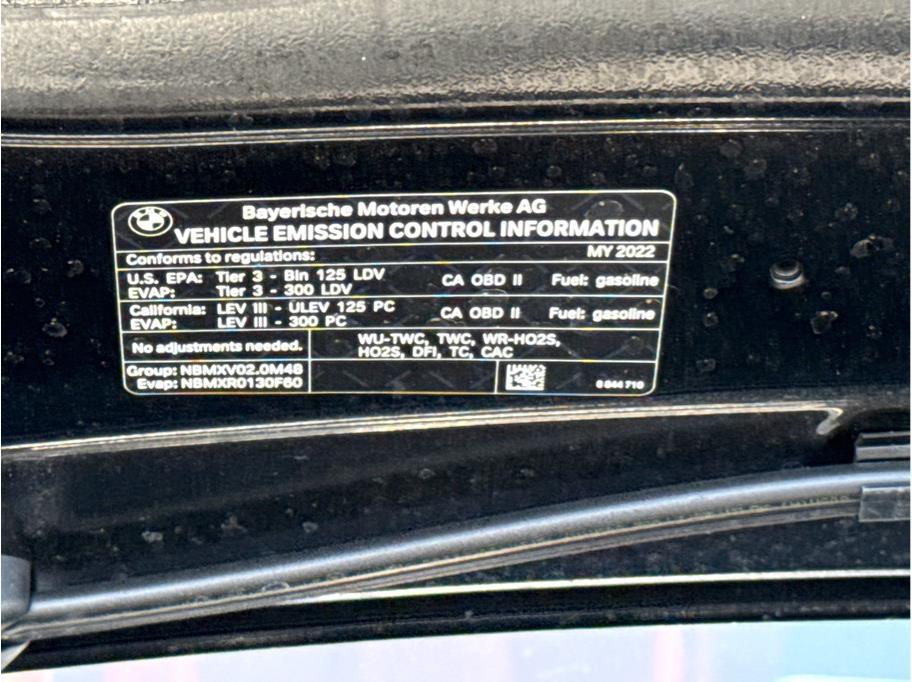 Bayerische Motoren Werke AG
VEHICLE EMISSION CONTROL INFORMATION
Conforms to regulations: MY 2022
U.S. EPA: Tier 3 - Bin 125 LDV CA OBD II Fuel: gasoline
EVAP: Tier 3 - 300 LDV
California: LEV III - ULEV 125 PC CA OBD II Fuel: gasoline
EVAP: LEV III - 300 PC
No adjustments needed. WU-TWC, TWC, WR-HO2S,
HO2S, DFI, TC, CAC
Group: NBMXV02.0M48
Evap: NBMXR0130F60